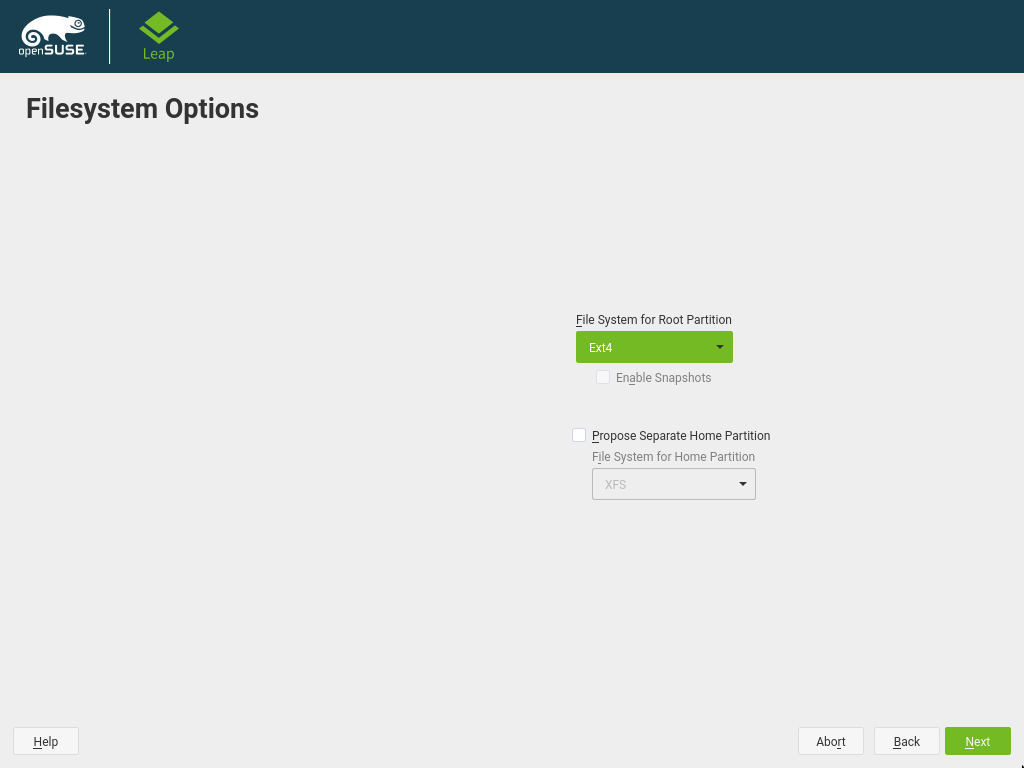 openSUSE
Leap
Filesystem Options
File System for Root Partition
Ext4
Enable Snapshots
Propose Separate Home Partition
File System for Home Partition
XFS
Help
Abort
Back
Next